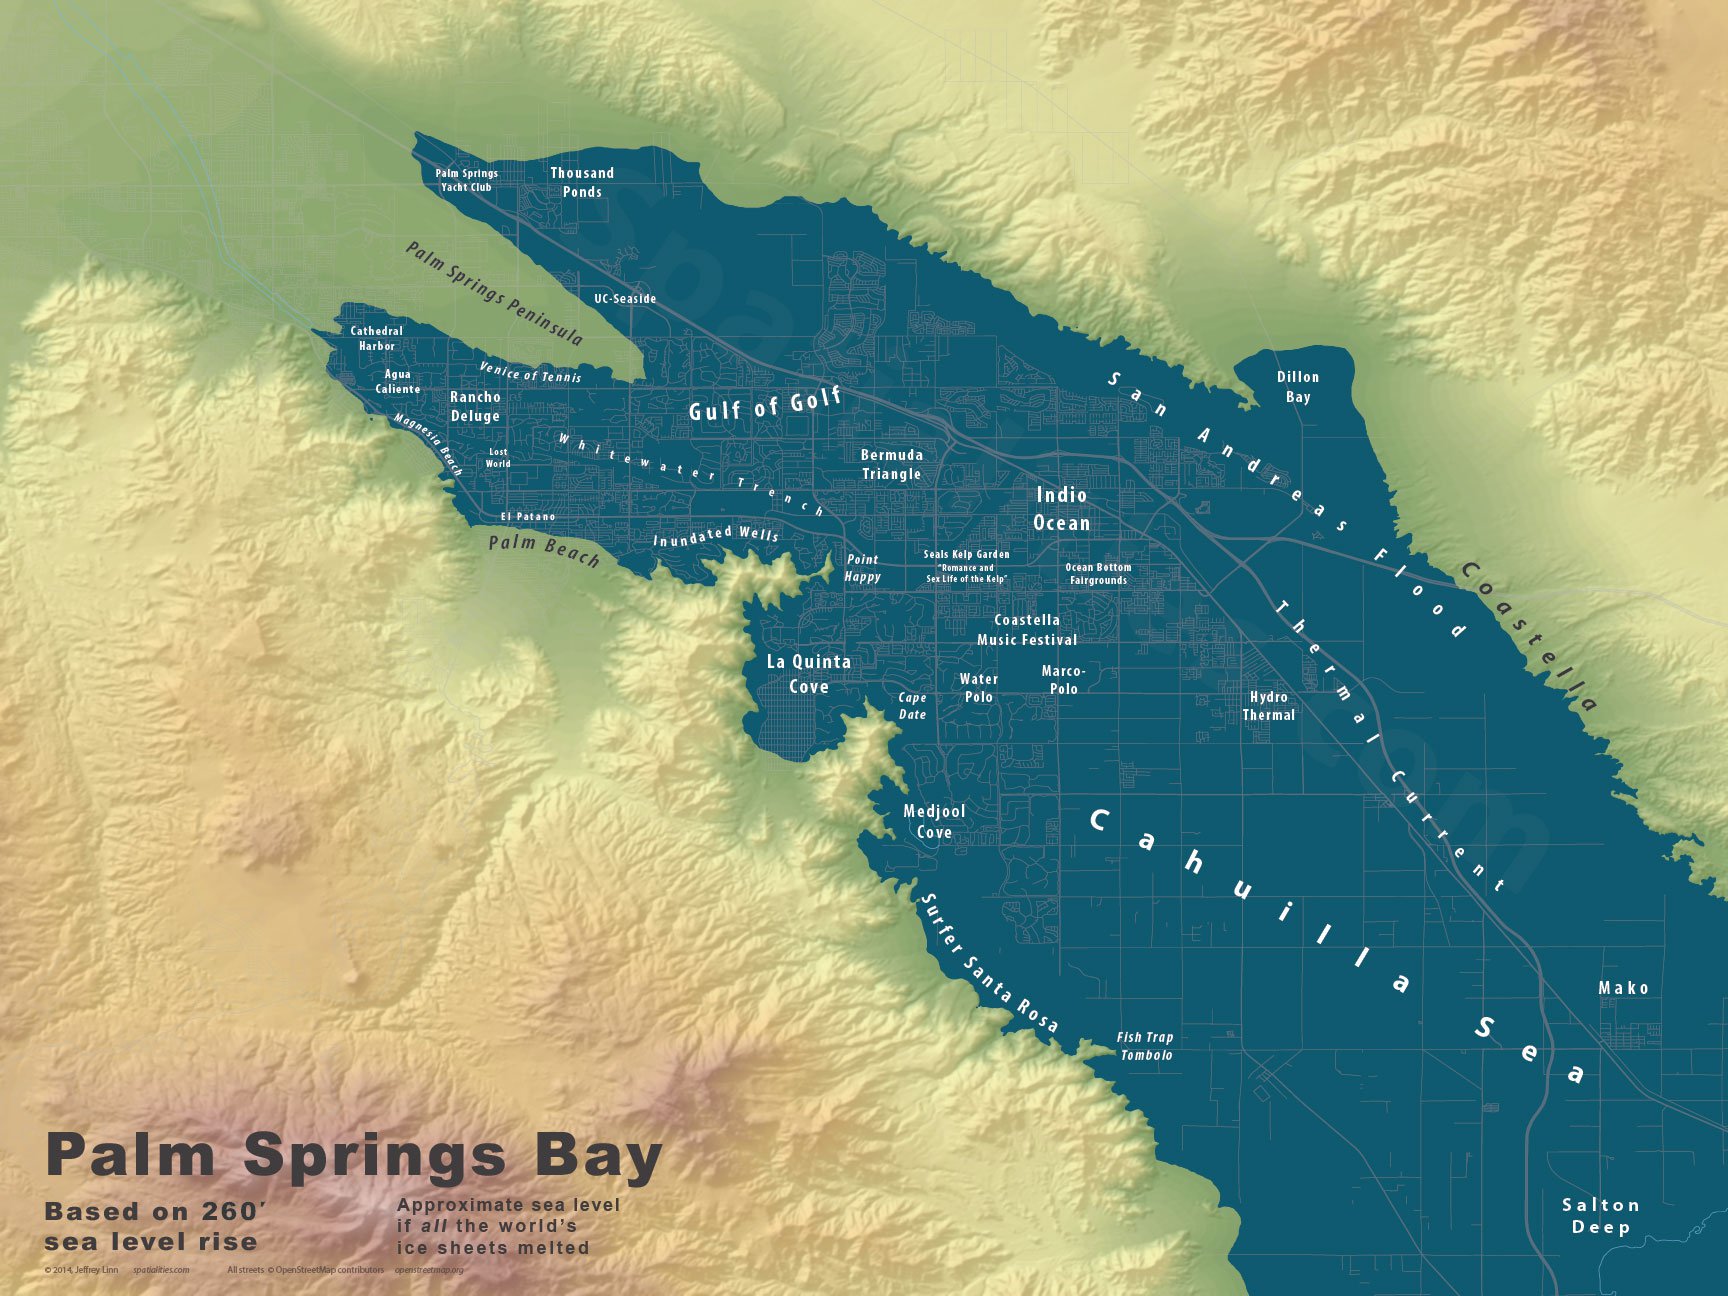 Palm Springs
Yacht Club
Thousand
Ponds
Palm Springs Peninsula
UC-Seaside
Cathedral
Harbor
Agua
Caliente
Venice of Tennis
Rancho
Deluge
Magnesia Beach
Lost
World
Gulf of Golf
Whitewater Trench
Bermuda
Triangle
San Andreas Flood
Dillon
Bay
Indio
Ocean
El Patano
Palm Beach
Inundated Wells
Point
Happy
Seals Kelp Garden
"Romance and
Sex Life of the Kelp"
Ocean Bottom
Fairgrounds
Coastella
Thermal Current
Coastella
Music Festival
La Quinta
Cove
Cape
Date
Water
Polo
Marco-
Polo
Hydro
Thermal
Medjool
Cove
Cahuilla Sea
Surfer Santa Rosa
Fish Trap
Tombolo
Mako
Salton
Deep
Palm Springs Bay
Based on 260'
sea level rise
Approximate sea level
if all the world's
ice sheets melted
© 2014, Jeffrey Linn spatialities.com All streets © OpenStreetMap contributors openstreetmap.org